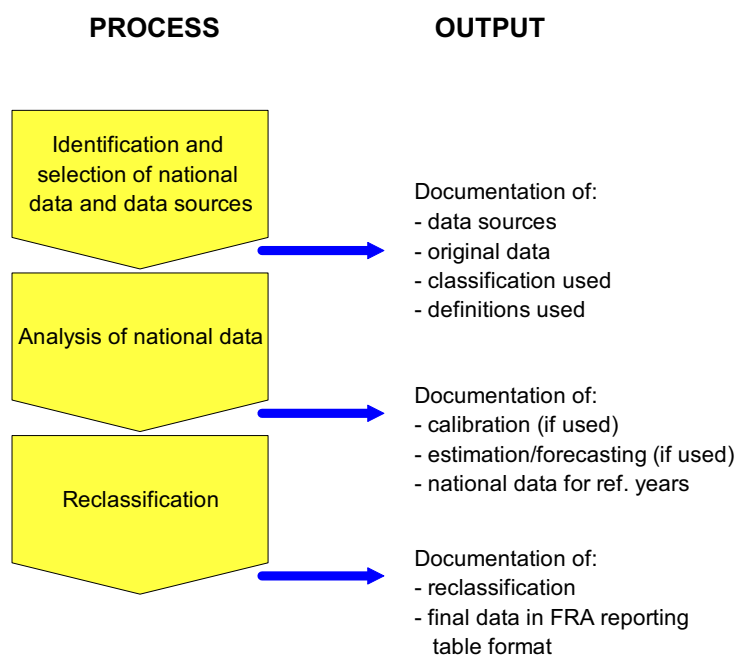 PROCESS
OUTPUT
Identification and
selection of national
data and data sources
Documentation of:
- data sources
- original data
- classification used
- definitions used
Analysis of national data
Documentation of:
- calibration (if used)
- estimation/forecasting (if used)
- national data for ref. years
Reclassification
Documentation of:
- reclassification
- final data in FRA reporting
table format